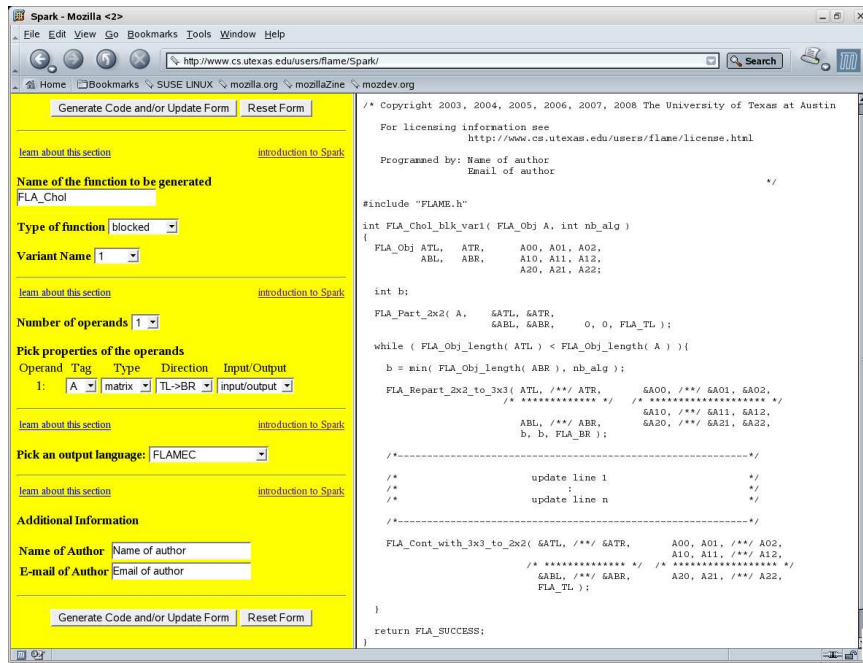 Spark - Mozilla <2>
File Edit View Go Bookmarks Tools Window Help
http://www.cs.utexas.edu/users/flame/Spark/
Search
Home Bookmarks SUSE LINUX mozilla.org mozillaZine mozdev.org
Generate Code and/or Update Form Reset Form
learn about this section introduction to Spark
Name of the function to be generated
FLA_Chol
Type of function blocked
Variant Name 1
learn about this section introduction to Spark
Number of operands 1
Pick properties of the operands
Operand Tag Type Direction Input/Output
1: A matrix TL->BR input/output
learn about this section introduction to Spark
Pick an output language: FLAMEC
learn about this section introduction to Spark
Additional Information
Name of Author Name of author
E-mail of Author Email of author
Generate Code and/or Update Form Reset Form
/* Copyright 2003, 2004, 2005, 2006, 2007, 2008 The University of Texas at Austin
For licensing information see
http://www.cs.utexas.edu/users/flame/license.html
Programmed by: Name of author
Email of author
*/
#include "FLAME.h"
int FLA_Chol_blk_var1( FLA_Obj A, int nb_alg )
{
FLA_Obj ATL, ATR, A00, A01, A02,
ABL, ABR, A10, A11, A12,
A20, A21, A22;
int b;
FLA_Part_2x2( A, &ATL, &ATR,
&ABL, &ABR, 0, 0, FLA_TL );
while ( FLA_Obj_length( ATL ) < FLA_Obj_length( A ) ){
b = min( FLA_Obj_length( ABR ), nb_alg );
FLA_Repart_2x2_to_3x3( ATL, /**/ ATR, &A00, /**/ &A01, &A02,
/* ************* */ /* ******************** */
&A10, /**/ &A11, &A12,
ABL, /**/ ABR, &A20, /**/ &A21, &A22,
b, b, FLA_BR );
/*------------------------------------------------------------*/
/* update line 1 */
/* : */
/* update line n */
/*------------------------------------------------------------*/
FLA_Cont_with_3x3_to_2x2( &ATL, /**/ &ATR, A00, A01, /**/ A02,
A10, A11, /**/ A12,
/* ************** */ /* ****************** */
&ABL, /**/ &ABR, A20, A21, /**/ A22,
FLA_TL );
}
return FLA_SUCCESS;
}